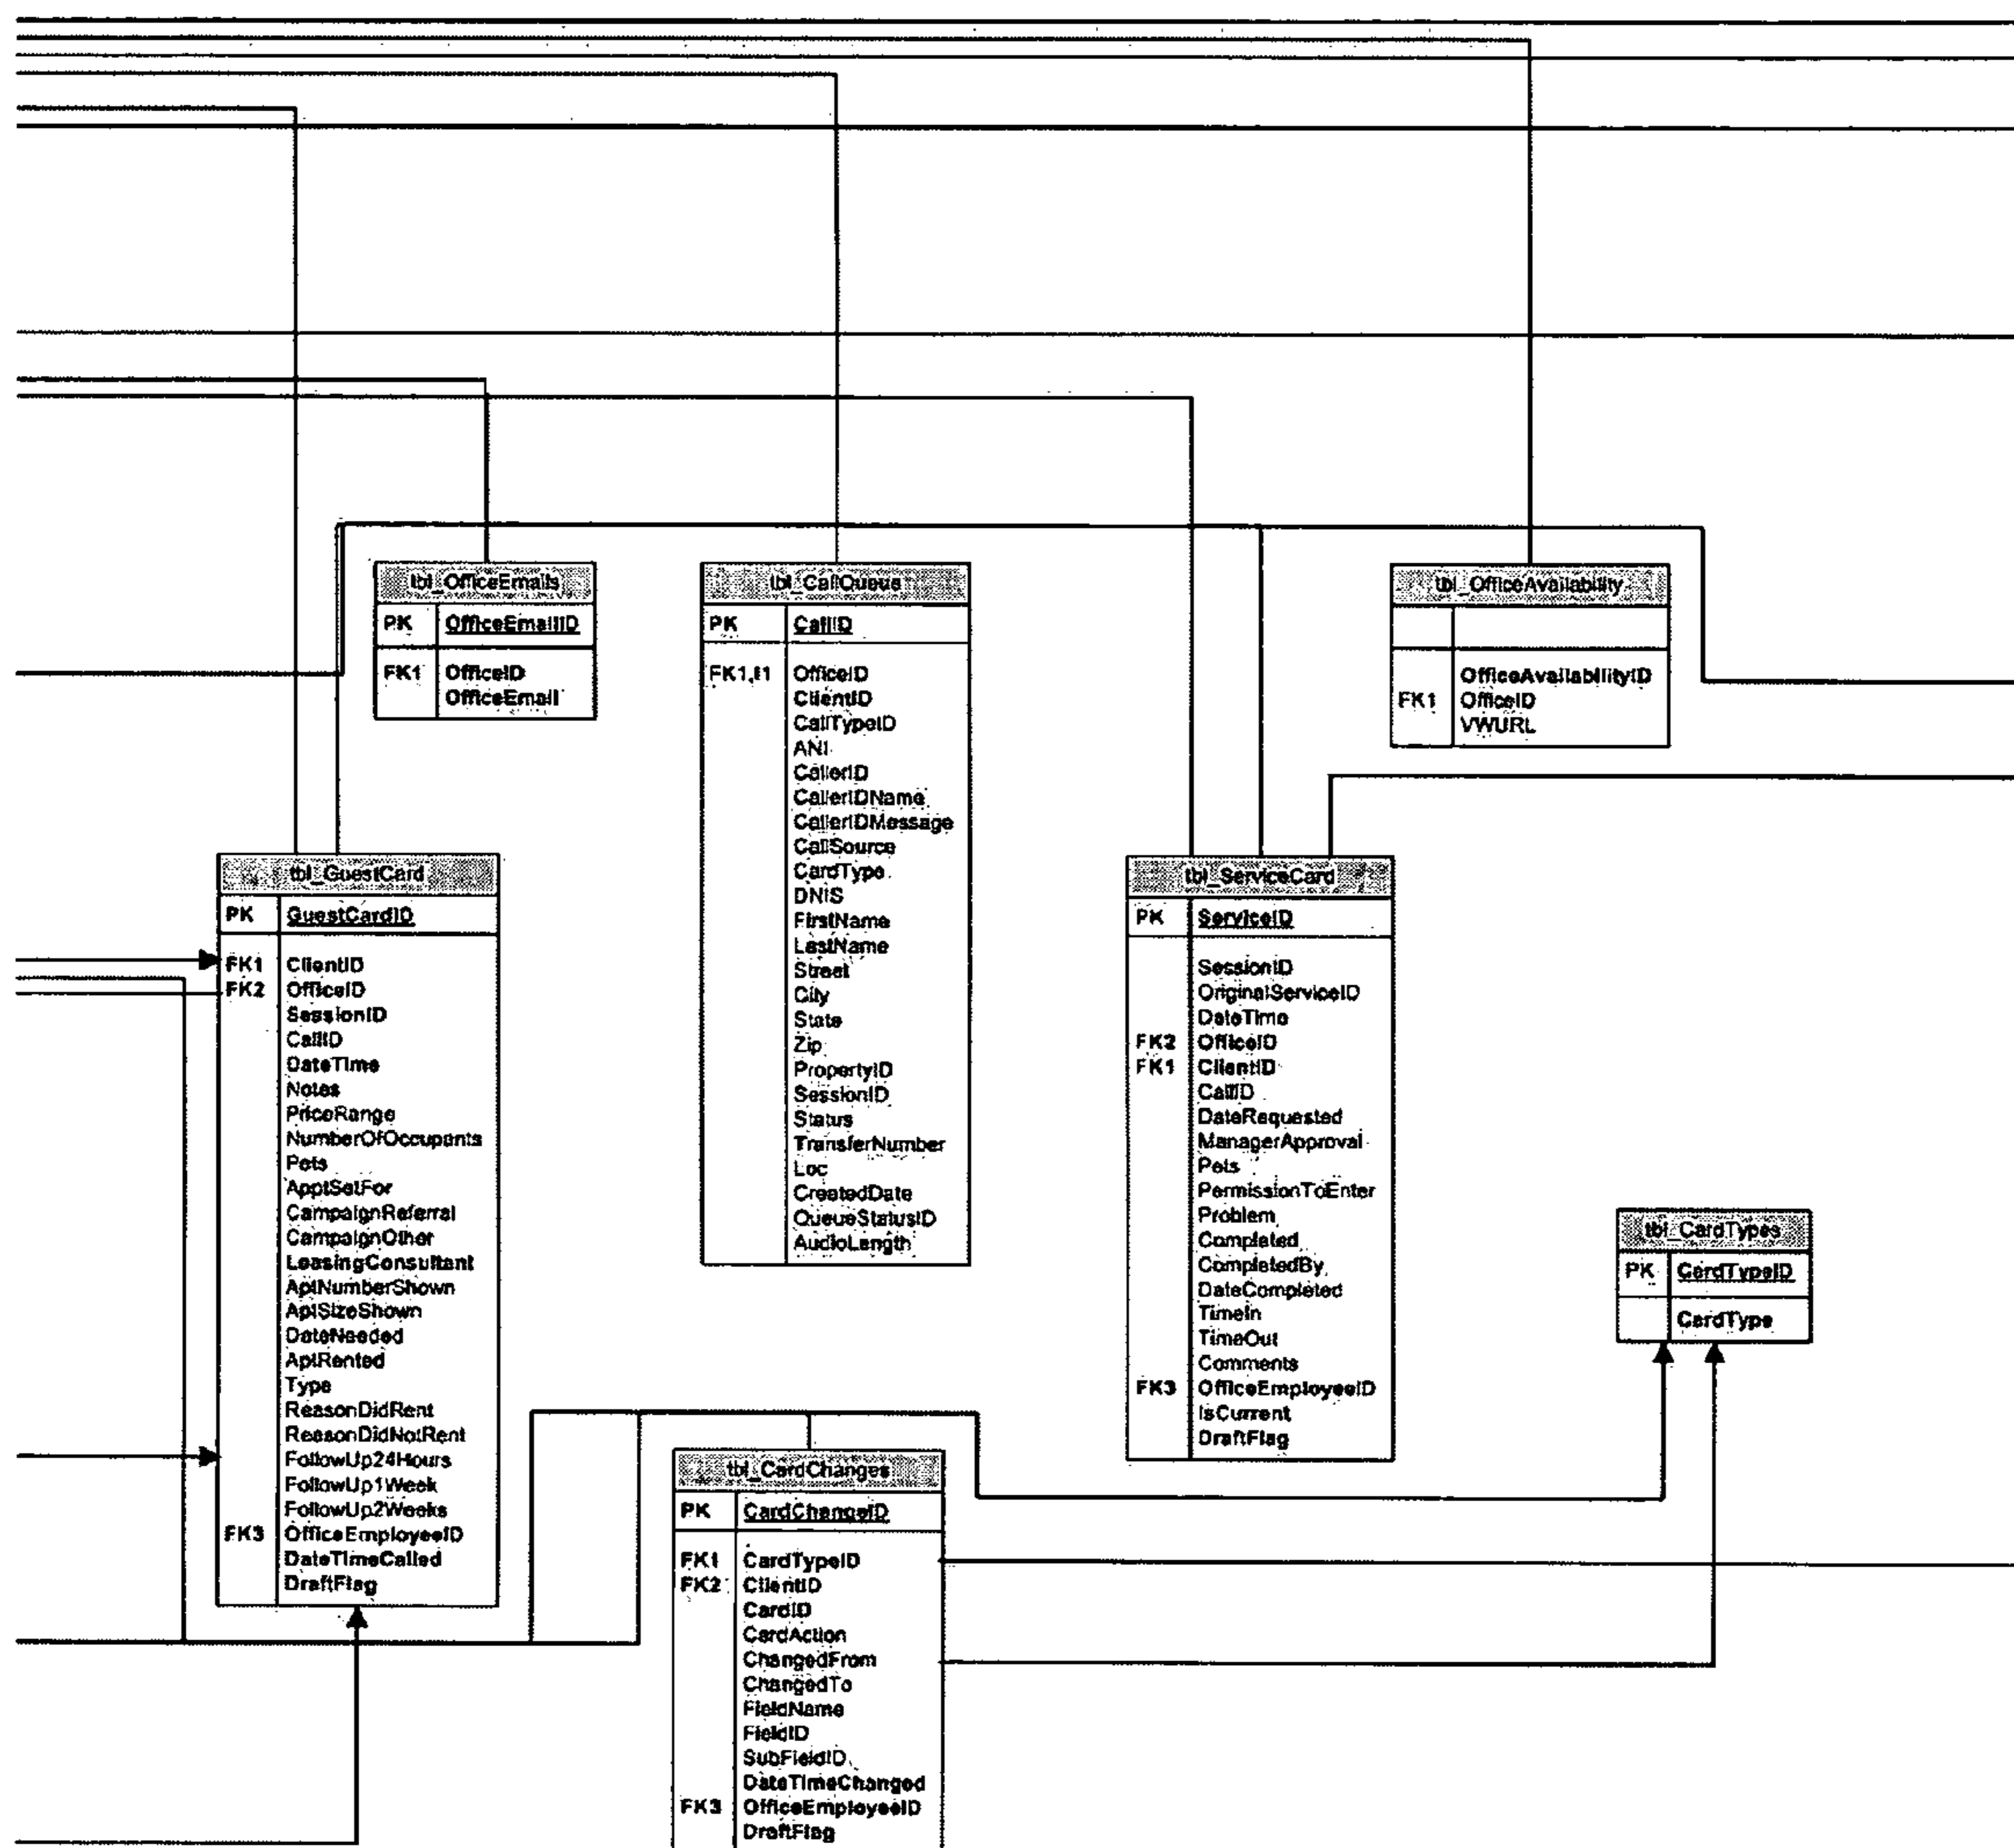 tbl_OfficeEmails
PK OfficeEmailID
FK1 OfficeID
OfficeEmail
tbl_CallQueue
PK CallID
FK1,I1 OfficeID
ClientID
CallTypeID
ANI
CallerID
CallerIDName
CallerIDMessage
CallSource
CardType
DNIS
FirstName
LastName
Street
City
State
Zip
PropertyID
SessionID
Status
TransferNumber
Loc
CreatedDate
QueueStatusID
AudioLength
tbl_OfficeAvailability
OfficeAvailabilityID
FK1 OfficeID
VWURL
tbl_GuestCard
PK GuestCardID
FK1 ClientID
FK2 OfficeID
SessionID
CallID
DateTime
Notes
PriceRange
NumberOfOccupants
Pets
ApptSetFor
CampaignReferral
CampaignOther
LeasingConsultant
AptNumberShown
AptSizeShown
DateNeeded
AptRented
Type
ReasonDidRent
ReasonDidNotRent
FollowUp24Hours
FollowUp1Week
FollowUp2Weeks
FK3 OfficeEmployeeID
DateTimeCalled
DraftFlag
tbl_ServiceCard
PK ServiceID
SessionID
OriginalServiceID
DateTime
FK2 OfficeID
FK1 ClientID
CallID
DateRequested
ManagerApproval
Pets
PermissionToEnter
Problem
Completed
CompletedBy
DateCompleted
TimeIn
TimeOut
Comments
FK3 OfficeEmployeeID
IsCurrent
DraftFlag
tbl_CardTypes
PK CardTypeID
CardType
tbl_CardChanges
PK CardChangeID
FK1 CardTypeID
FK2 ClientID
CardID
CardAction
ChangedFrom
ChangedTo
FieldName
FieldID
SubFieldID
DateTimeChanged
FK3 OfficeEmployeeID
DraftFlag